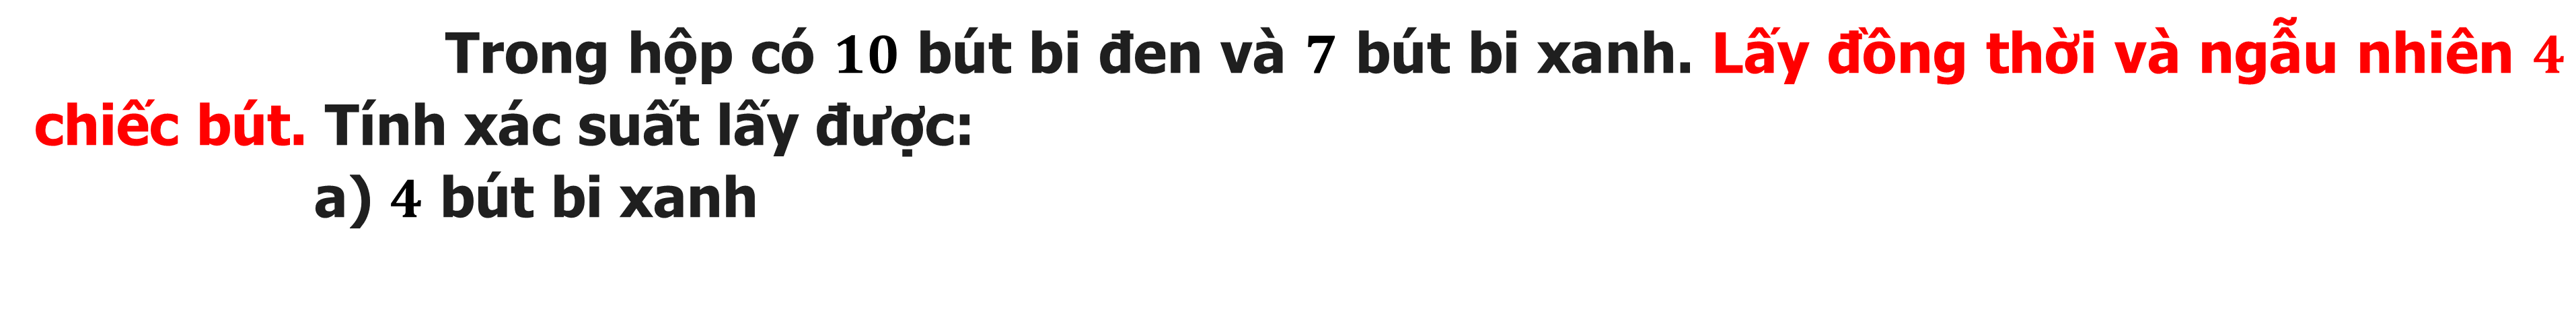 Trong hộp có 10 bút bi đen và 7 bút bi xanh. Lấy đồng thời và ngẫu nhiên 4
chiếc bút. Tính xác suất lấy được:
a) 4 bút bi xanh